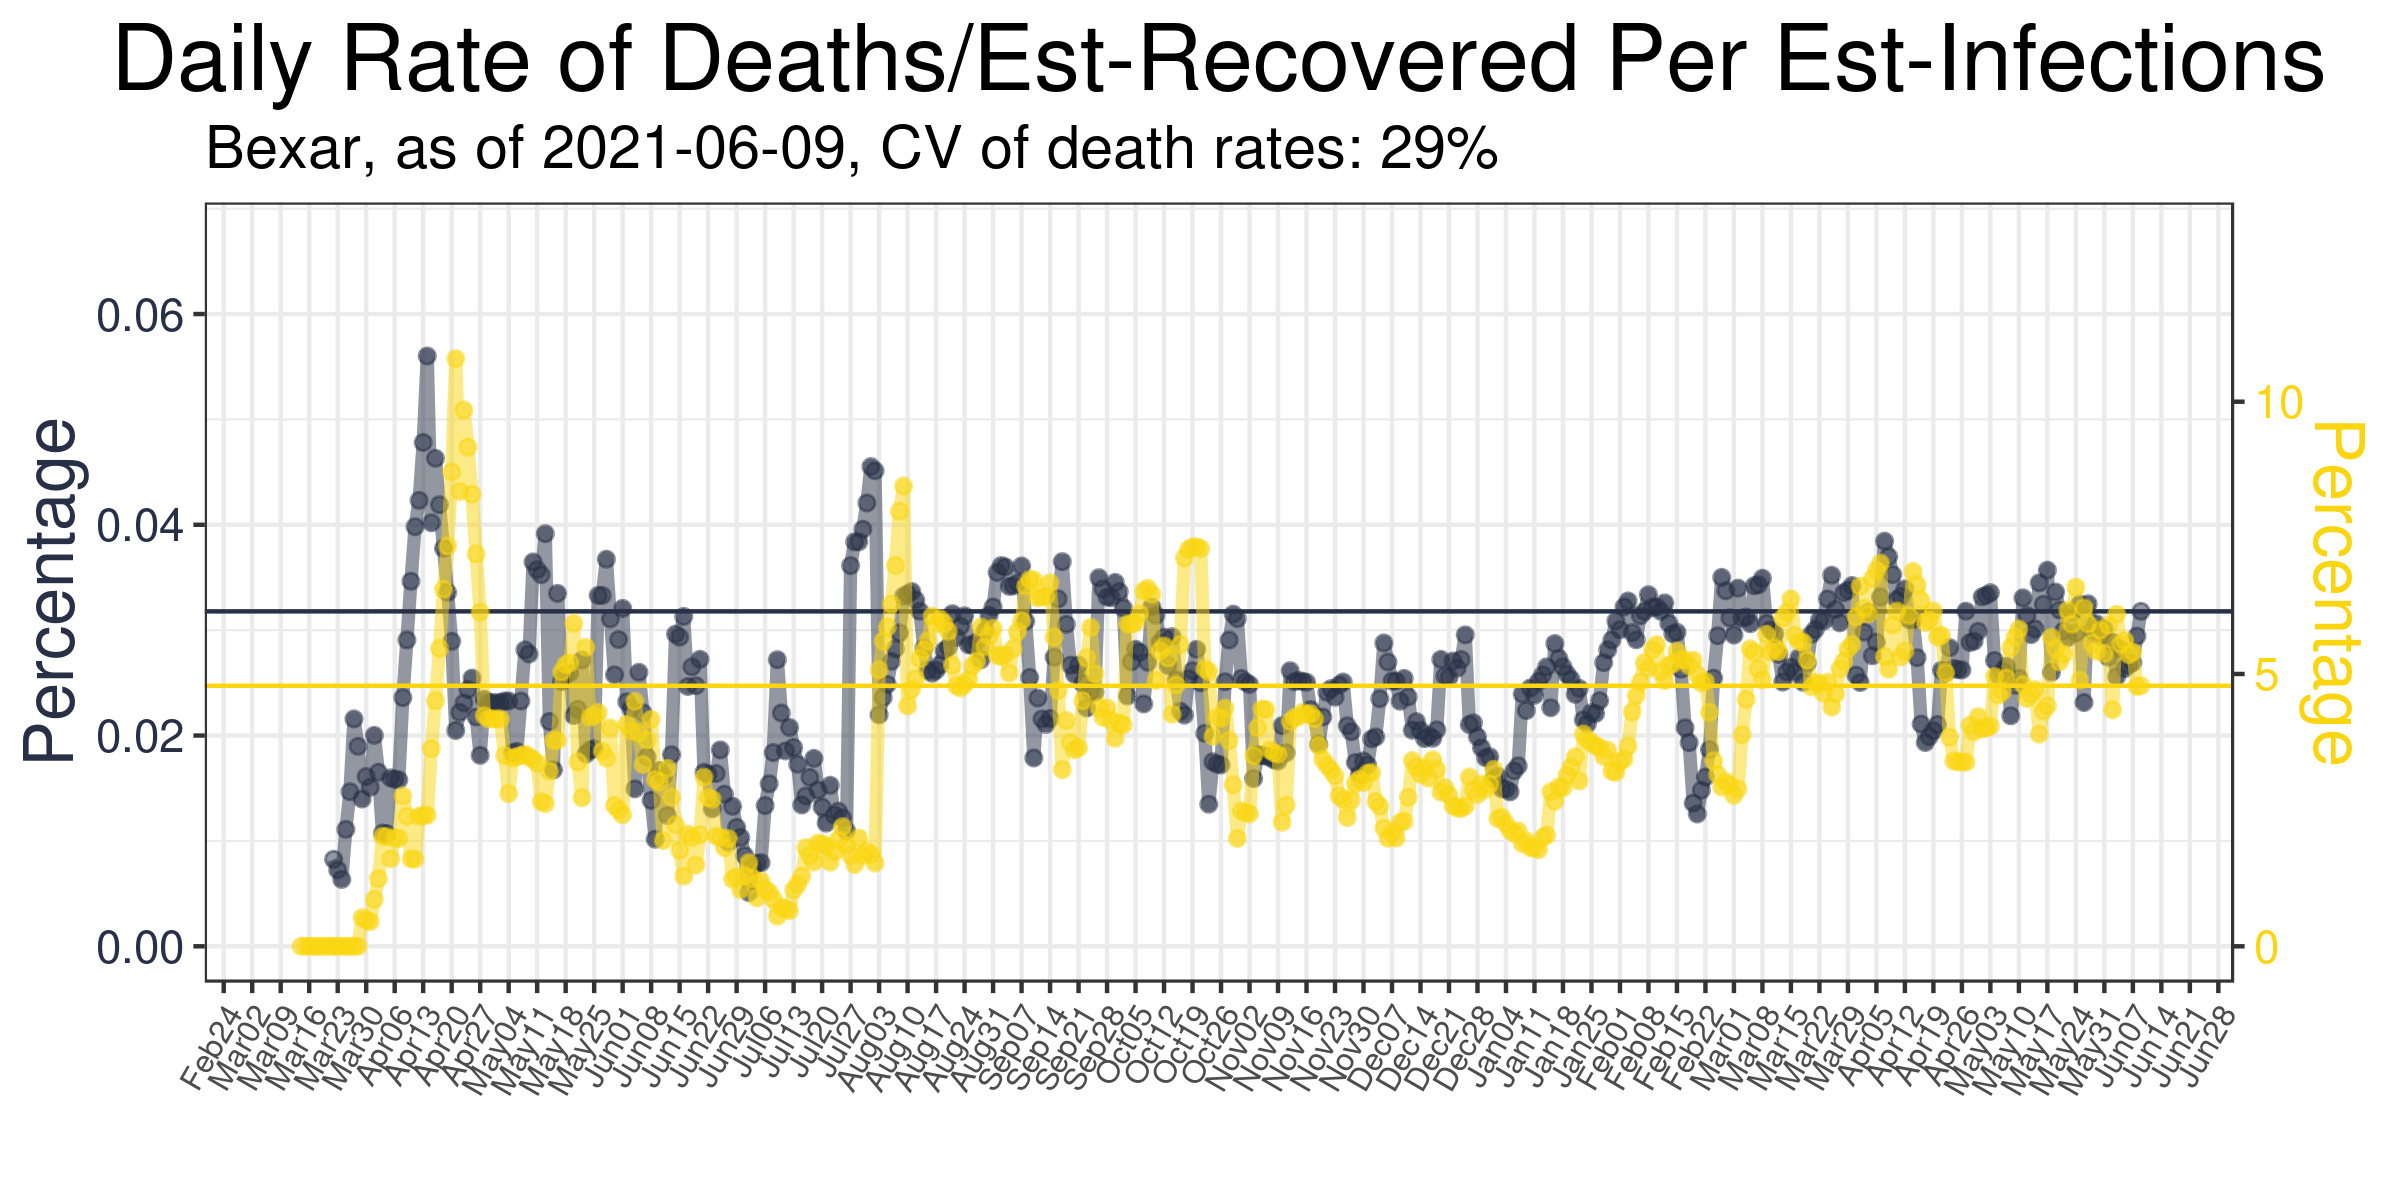 Daily Rate of Deaths/Est-Recovered Per Est-Infections
Bexar, as of 2021-06-09, CV of death rates: 29%
Percentage
0.06
0.04
0.02
0.00
10
5
0
Percentage
Feb24
Mar02
Mar09
Mar16
Mar23
Mar30
Apr06
Apr13
Apr20
Apr27
May04
May11
May18
May25
Jun01
Jun08
Jun15
Jun22
Jun29
Jul06
Jul13
Jul20
Jul27
Aug03
Aug10
Aug17
Aug24
Aug31
Sep07
Sep14
Sep21
Sep28
Oct05
Oct12
Oct19
Oct26
Nov02
Nov09
Nov16
Nov23
Nov30
Dec07
Dec14
Dec21
Dec28
Jan04
Jan11
Jan18
Jan25
Feb01
Feb08
Feb15
Feb22
Mar01
Mar08
Mar15
Mar22
Mar29
Apr05
Apr12
Apr19
Apr26
May03
May10
May17
May24
May31
Jun07
Jun14
Jun21
Jun28